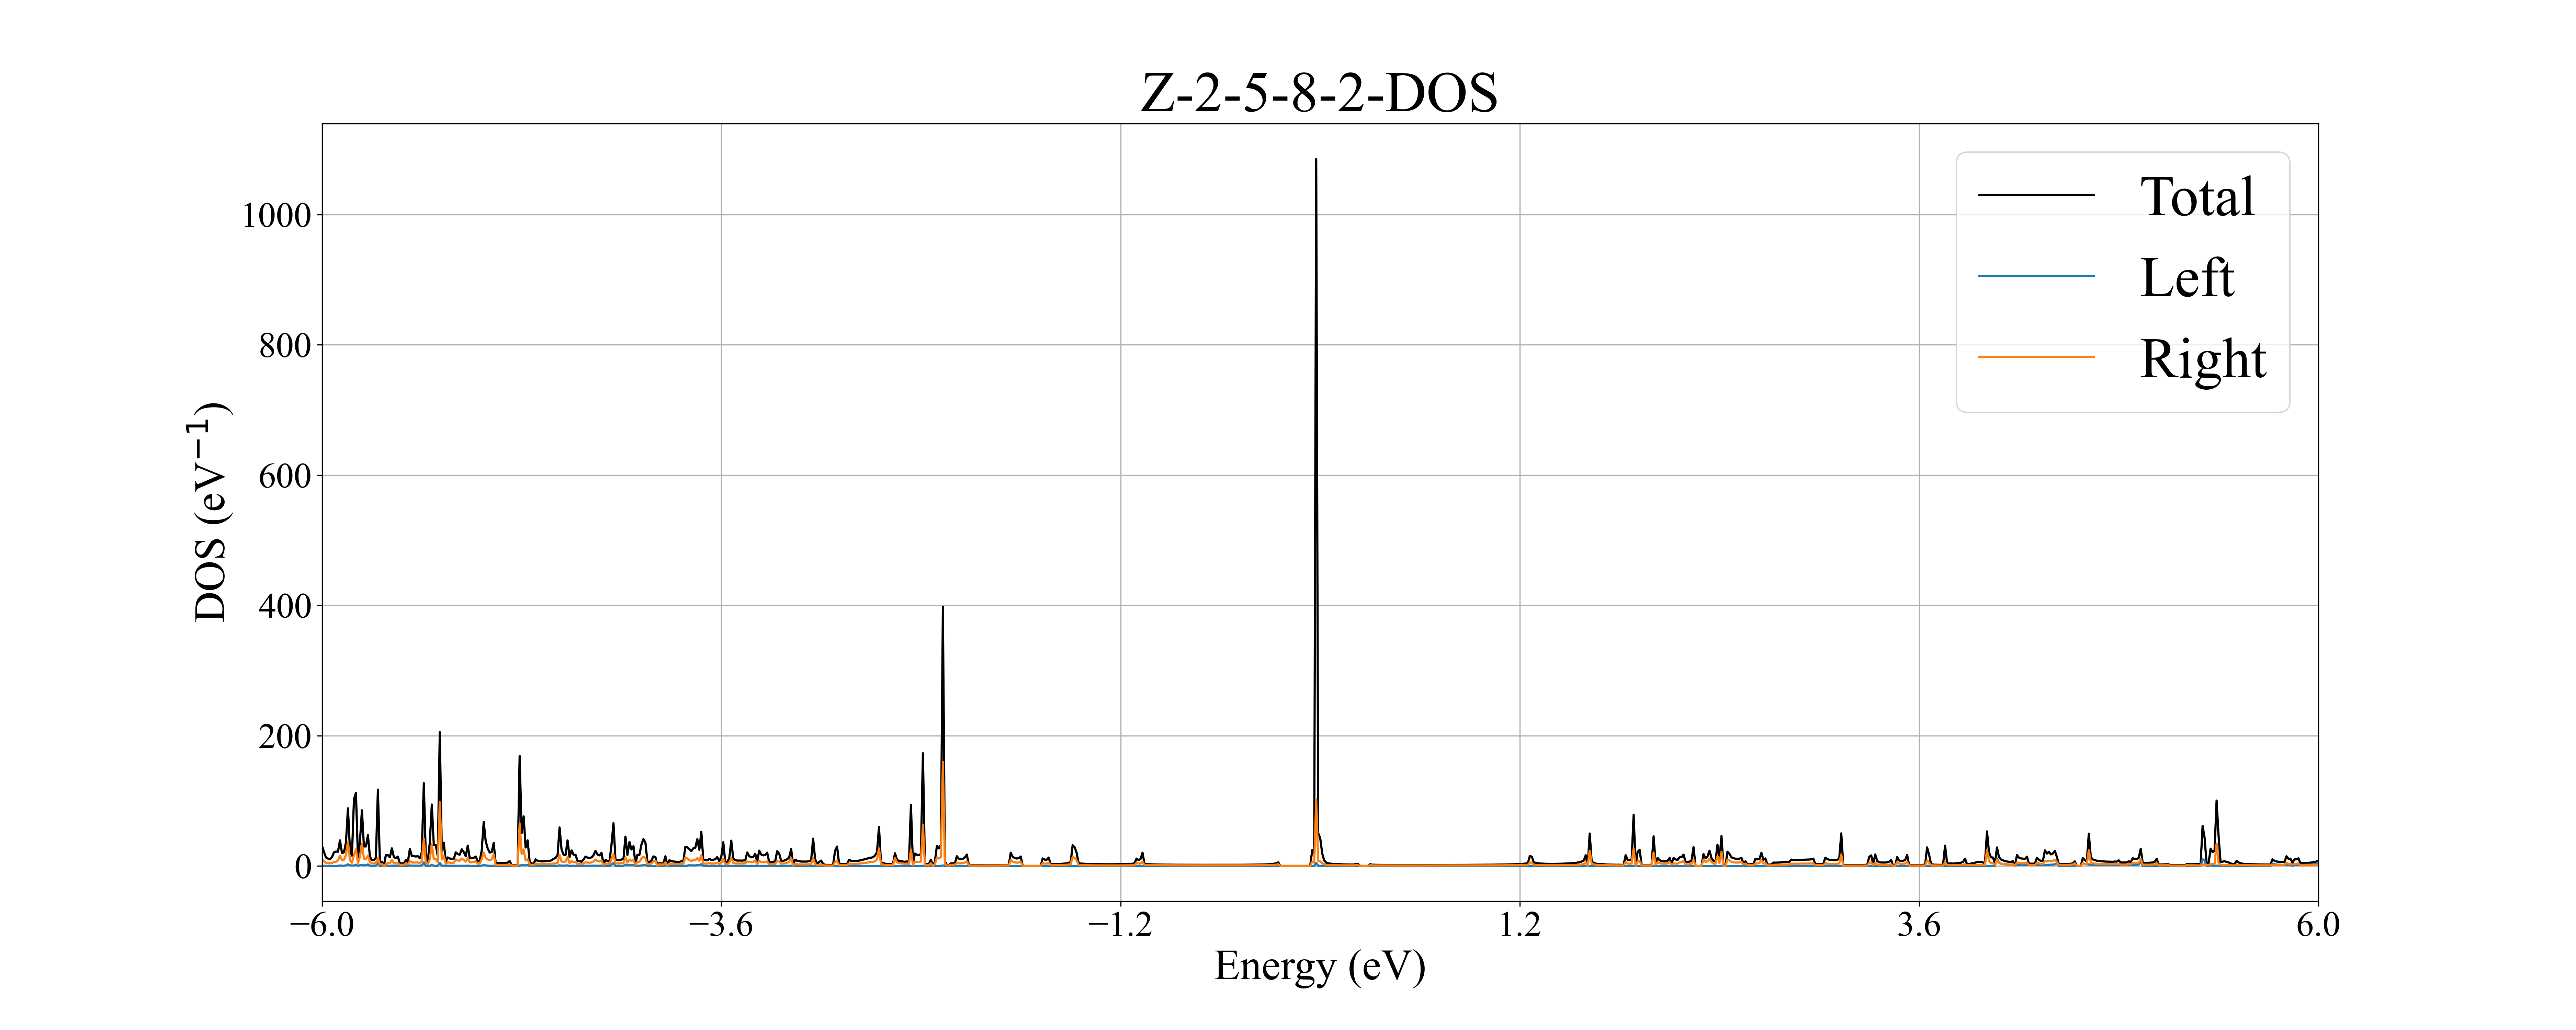 Z-2-5-8-2-DOS
DOS (eV⁻¹)
1000
800
600
400
200
0
−6.0
−3.6
−1.2
1.2
3.6
6.0
Energy (eV)
Total
Left
Right